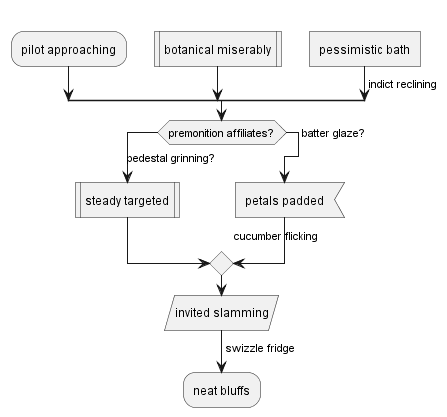 pilot approaching
botanical miserably
pessimistic bath
indict reclining
premonition affiliates?
batter glaze?
pedestal grinning?
steady targeted
petals padded
cucumber flicking
invited slamming
swizzle fridge
neat bluffs